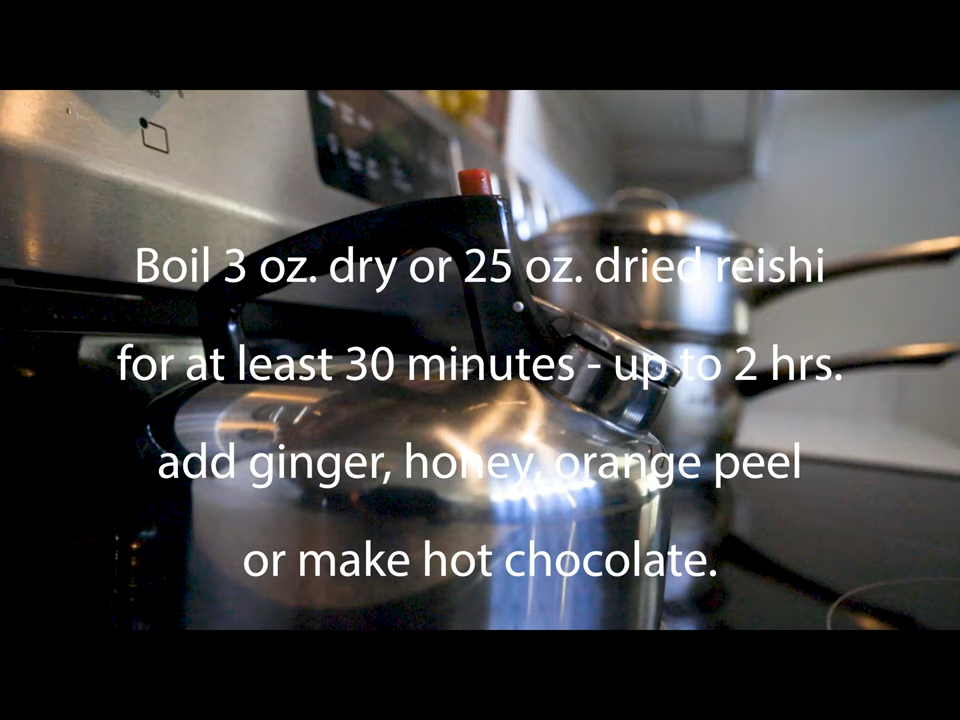 Boil 3 oz. dry or 25 oz. dried reishi
for at least 30 minutes - up to 2 hrs.
add ginger, honey, orange peel
or make hot chocolate.